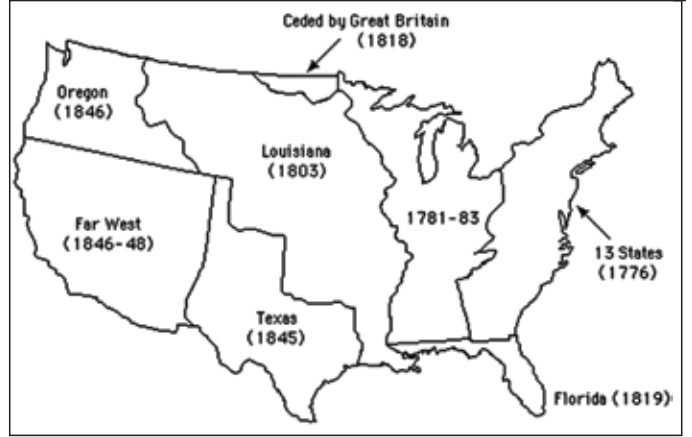 Ceded by Great Britain
(1818)
Oregon
(1846)
Louisiana
(1803)
Far West
(1846-48)
1781-83
13 States
(1776)
Texas
(1845)
Florida (1819)